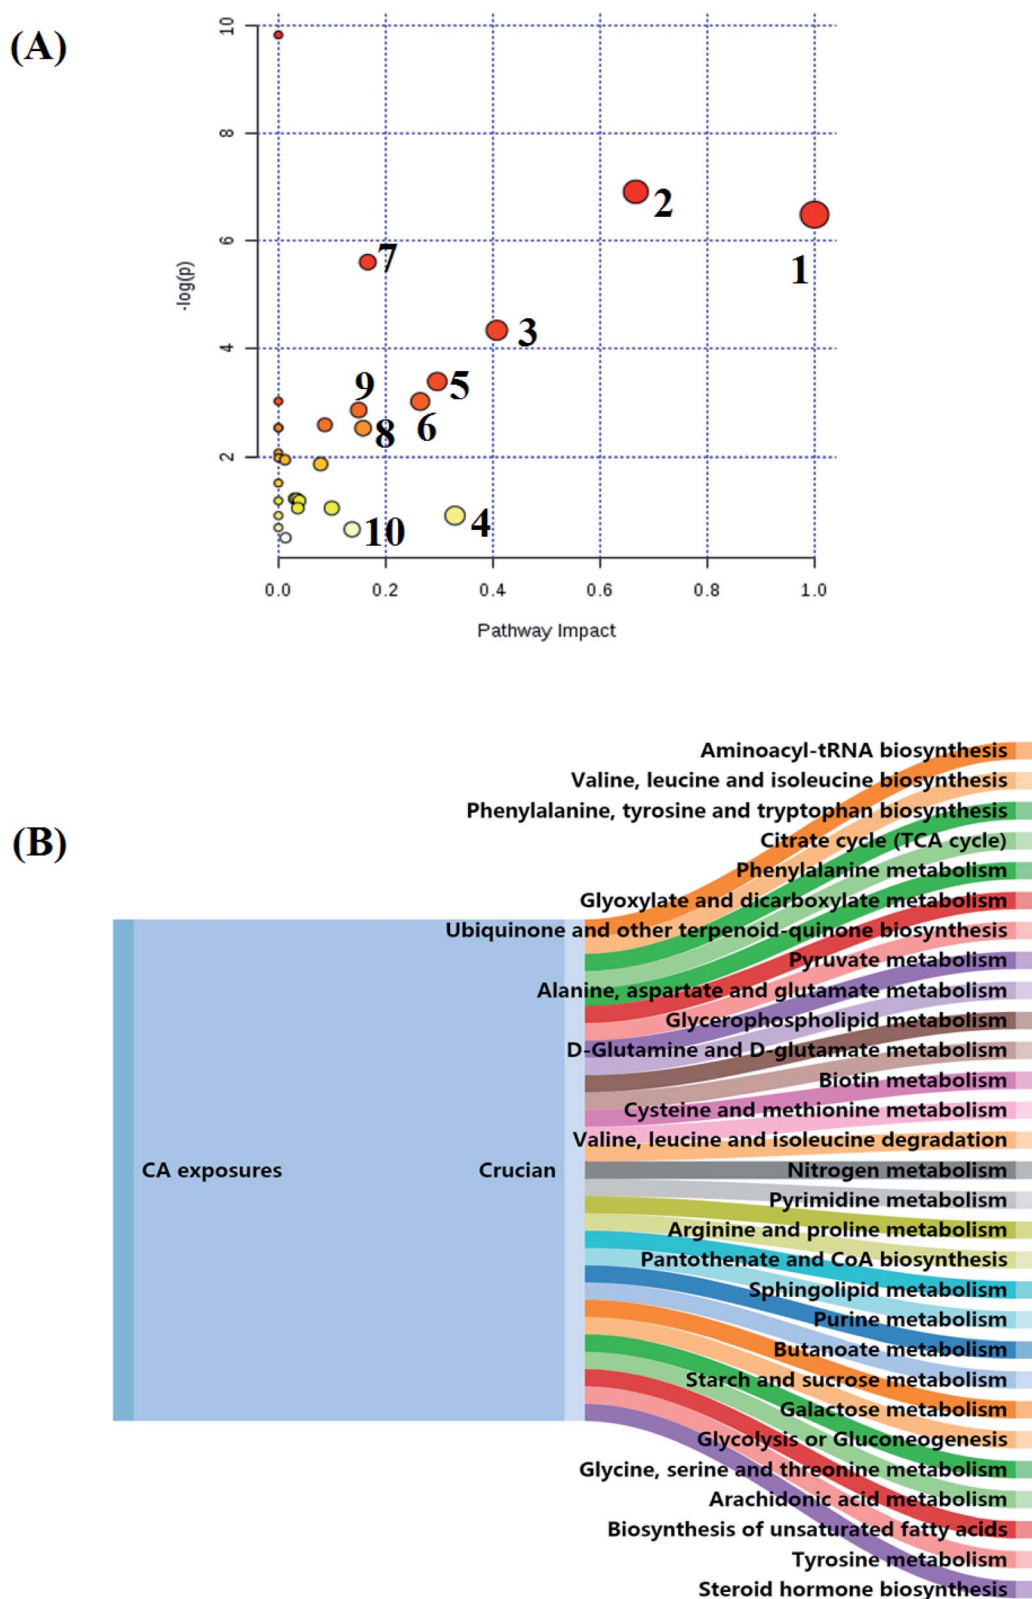 (A)
10
8
6
4
2
-log(p)
2
1
7
3
5
9
6
8
4
10
0.0 0.2 0.4 0.6 0.8 1.0
Pathway Impact
(B)
Aminoacyl-tRNA biosynthesis
Valine, leucine and isoleucine biosynthesis
Phenylalanine, tyrosine and tryptophan biosynthesis
Citrate cycle (TCA cycle)
Phenylalanine metabolism
Glyoxylate and dicarboxylate metabolism
Ubiquinone and other terpenoid-quinone biosynthesis
Pyruvate metabolism
Alanine, aspartate and glutamate metabolism
Glycerophospholipid metabolism
D-Glutamine and D-glutamate metabolism
Biotin metabolism
Cysteine and methionine metabolism
Valine, leucine and isoleucine degradation
CA exposures
Crucian
Nitrogen metabolism
Pyrimidine metabolism
Arginine and proline metabolism
Pantothenate and CoA biosynthesis
Sphingolipid metabolism
Purine metabolism
Butanoate metabolism
Starch and sucrose metabolism
Galactose metabolism
Glycolysis or Gluconeogenesis
Glycine, serine and threonine metabolism
Arachidonic acid metabolism
Biosynthesis of unsaturated fatty acids
Tyrosine metabolism
Steroid hormone biosynthesis